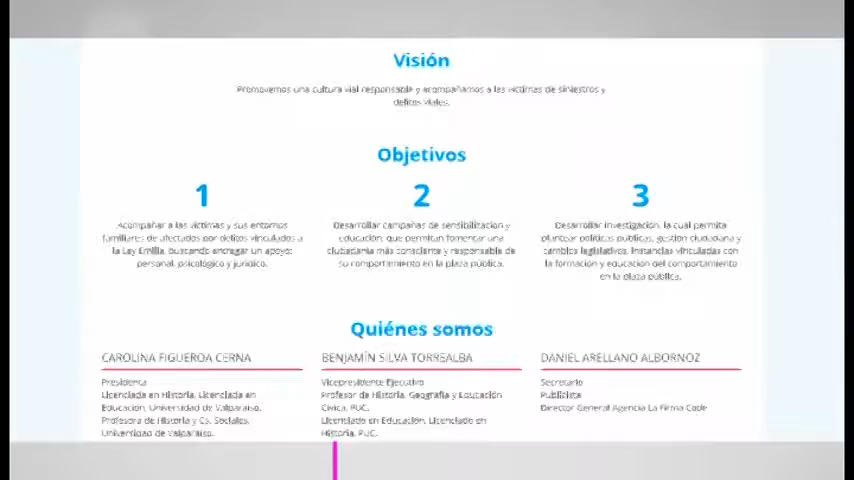 Visión
Promovemos una cultura vial responsable y acompañamos a las víctimas de siniestros y
delitos viales.
Objetivos
1
2
3
Acompañar a las víctimas y sus entornos
familiares de afectados por delitos vinculados a
la Ley Emilia, buscando entregar un apoyo:
personal, psicológico y jurídico.
Desarrollar campañas de sensibilización y
educación, que permitan fomentar una
ciudadanía más consciente y responsable de
su comportamiento en la plaza pública.
Desarrollar investigación, la cual permita
plantear políticas públicas, gestión ciudadana y
cambios legislativos, instancias vinculadas con
la formación y educación del comportamiento
en la plaza pública.
Quiénes somos
CAROLINA FIGUEROA CERNA
Presidenta
Licenciada en Historia, Licenciada en
Educación, Universidad de Valparaíso.
Profesora de Historia y Cs. Sociales,
Universidad de Valparaíso.
BENJAMÍN SILVA TORREALBA
Vicepresidente Ejecutivo
Profesor de Historia, Geografía y Educación
Cívica, PUC.
Licenciado en Educación, Licenciado en
Historia, PUC.
DANIEL ARELLANO ALBORNOZ
Secretario
Publicista
Director General Agencia La Firma Code